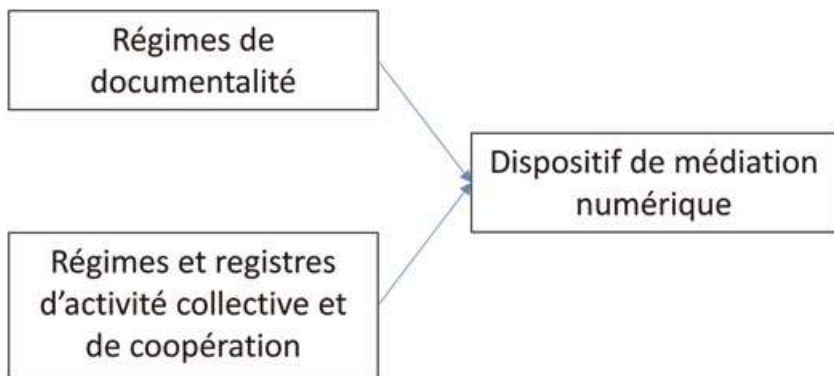 Régimes de
documentalité
Dispositif de médiation
numérique
Régimes et registres
d'activité collective et
de coopération